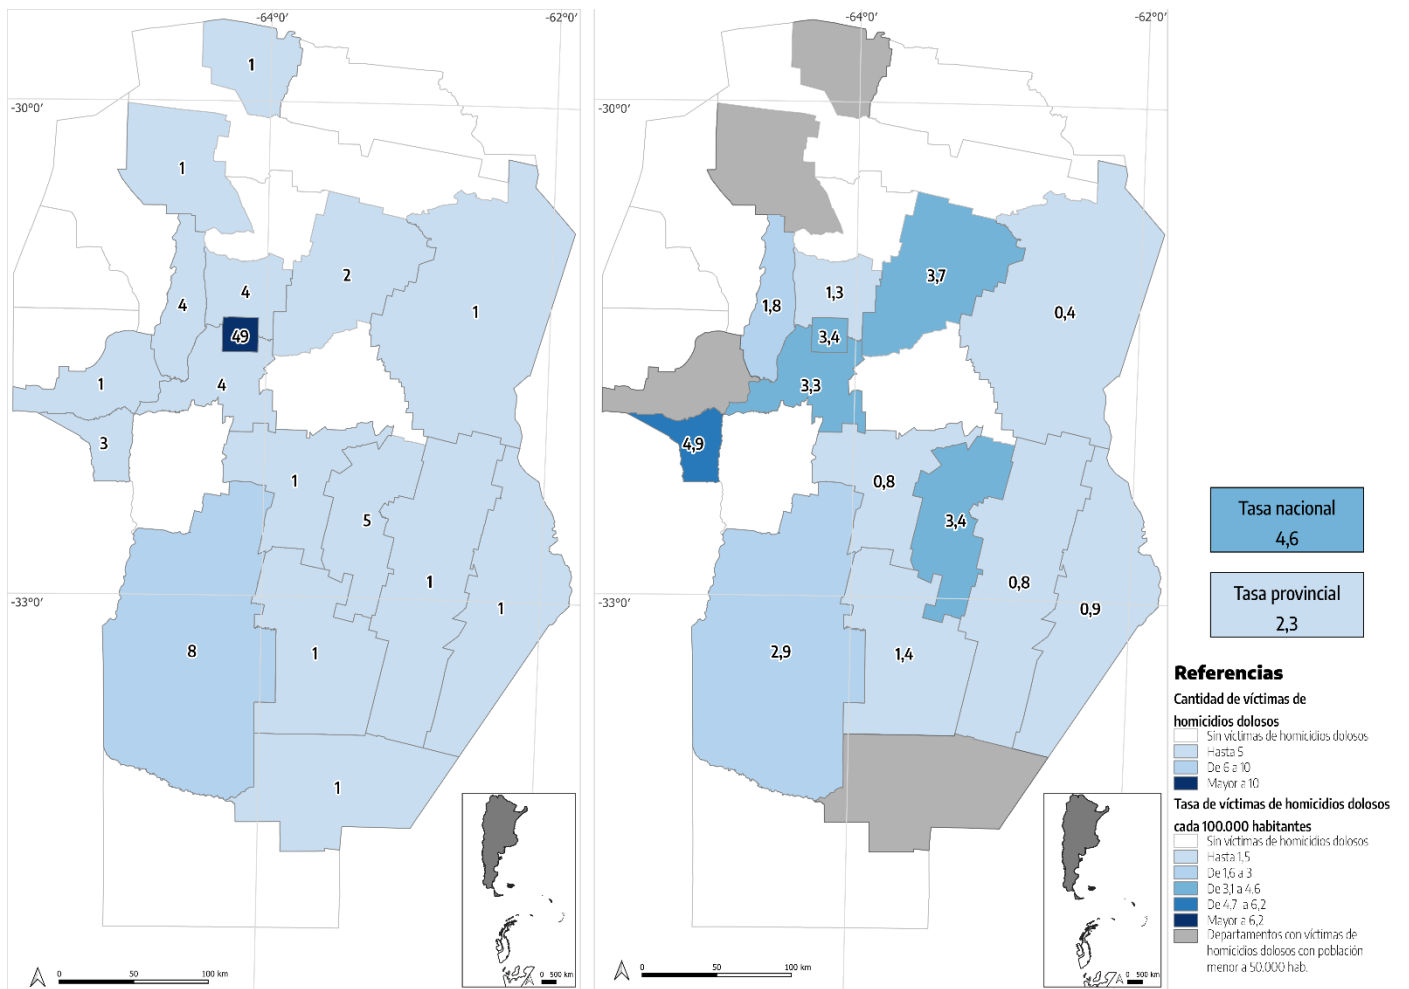 -64°0'
-62°0'
-30°0'
-33°0'
1
1
2
4
4
1
49
1
4
3
1
5
1
1
8
1
1
0
50
100 km
0
500 km
-64°0'
-62°0'
-30°0'
-33°0'
3,7
1,8
1,3
0,4
3,4
3,3
4,9
0,8
3,4
0,8
0,9
2,9
1,4
0
50
100 km
0
500 km
Tasa nacional
4,6
Tasa provincial
2,3
Referencias
Cantidad de víctimas de
homicidios dolosos
Sin víctimas de homicidios dolosos
Hasta 5
De 6 a 10
Mayor a 10
Tasa de víctimas de homicidios dolosos
cada 100.000 habitantes
Sin víctimas de homicidios dolosos
Hasta 1,5
De 1,6 a 3
De 3,1 a 4,6
De 4,7 a 6,2
Mayor a 6,2
Departamentos con víctimas de
homicidios dolosos con población
menor a 50.000 hab.